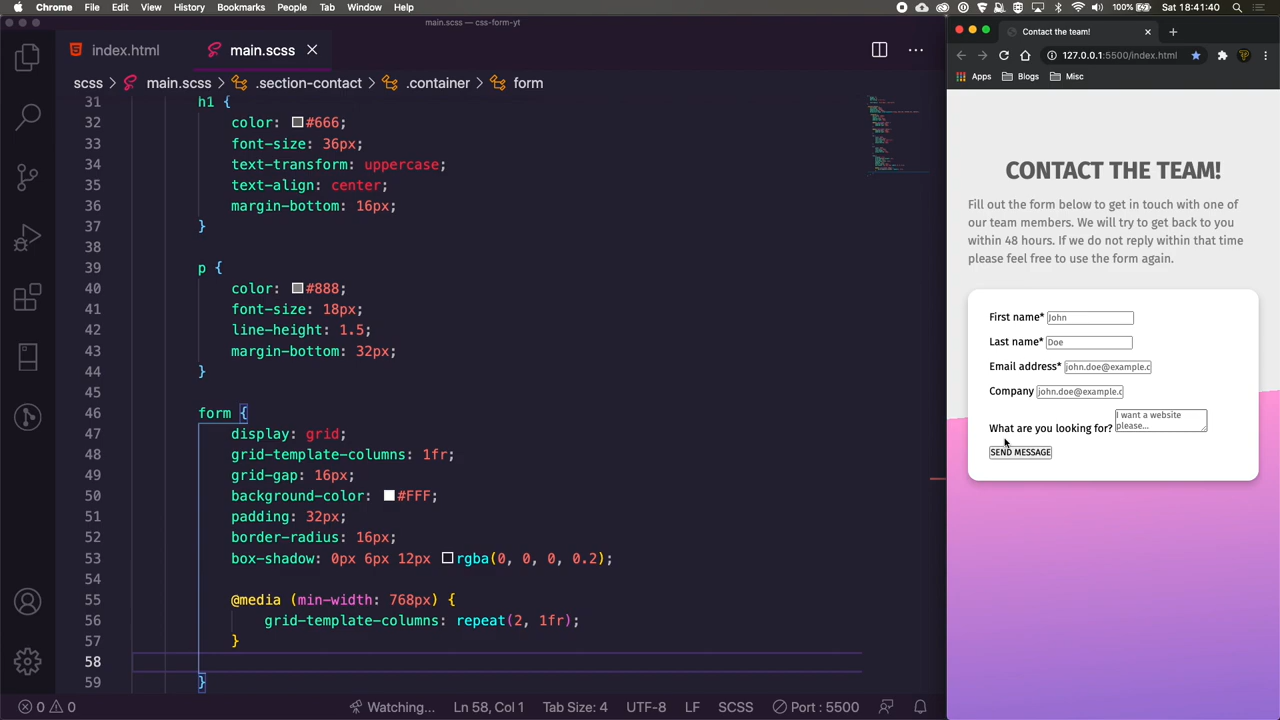 Chrome File Edit View History Bookmarks People Tab Window Help 100% Sun 18:41:40
main.scss — css-form-yt
index.html main.scss
scss > main.scss > .section-contact > .container > form
31 h1 {
32 color: #666;
33 font-size: 36px;
34 text-transform: uppercase;
35 text-align: center;
36 margin-bottom: 16px;
37 }
38
39 p {
40 color: #888;
41 font-size: 18px;
42 line-height: 1.5;
43 margin-bottom: 32px;
44 }
45
46 form {
47 display: grid;
48 grid-template-columns: 1fr;
49 grid-gap: 16px;
50 background-color: #FFF;
51 padding: 32px;
52 border-radius: 16px;
53 box-shadow: 0px 6px 12px rgba(0, 0, 0, 0.2);
54
55 @media (min-width: 768px) {
56 grid-template-columns: repeat(2, 1fr);
57 }
58
59 }
0 0 Watching... Ln 58, Col 1 Tab Size: 4 UTF-8 LF SCSS Port : 5500
Contact the team!
127.0.0.1:5500/index.html
Apps Blogs Misc
CONTACT THE TEAM!
Fill out the form below to get in touch with one of
our team members. We will try to get back to you
within 48 hours. If we do not reply within that time
please feel free to use the form again.
First name* John
Last name* Doe
Email address* john.doe@example.c
Company john.doe@example.c
What are you looking for? I want a website
please...
SEND MESSAGE